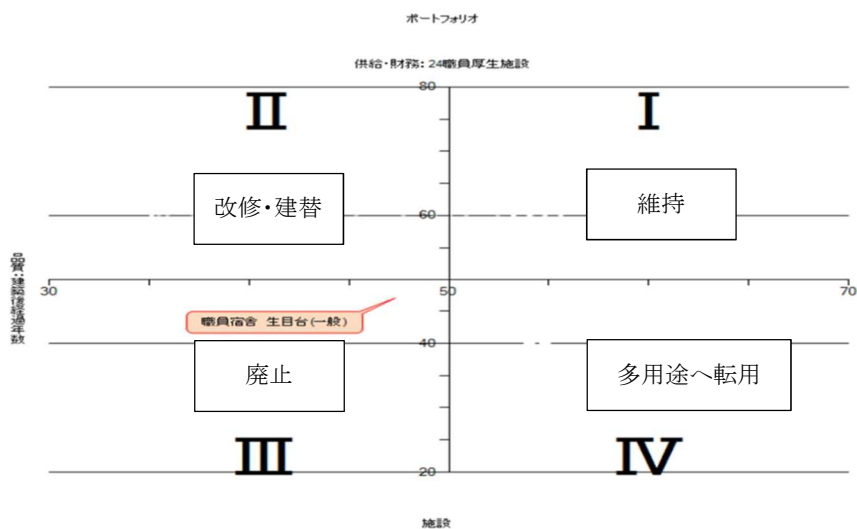 ポートフォリオ
供給・財務:24職員厚生施設
80
Ⅱ
Ⅰ
改修・建替
維持
60
品質:建築後経過年数
30
50
70
職員宿舎 生目台(一般)
40
廃止
多用途へ転用
Ⅲ
Ⅳ
20
施設